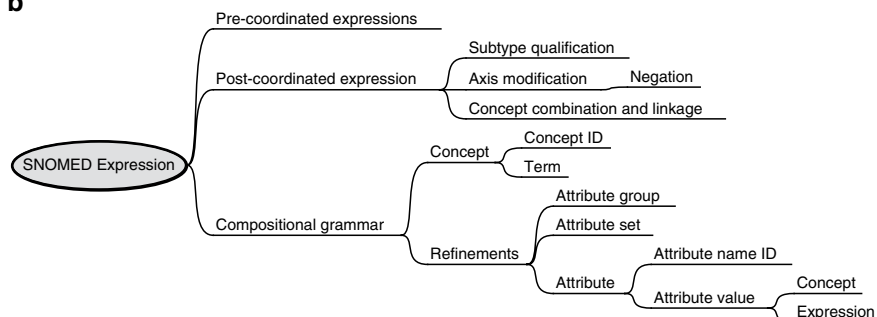 b
Pre-coordinated expressions
Subtype qualification
Post-coordinated expression
Axis modification
Negation
Concept combination and linkage
SNOMED Expression
Concept
Concept ID
Term
Compositional grammar
Attribute group
Attribute set
Refinements
Attribute name ID
Attribute
Attribute value
Concept
Expression